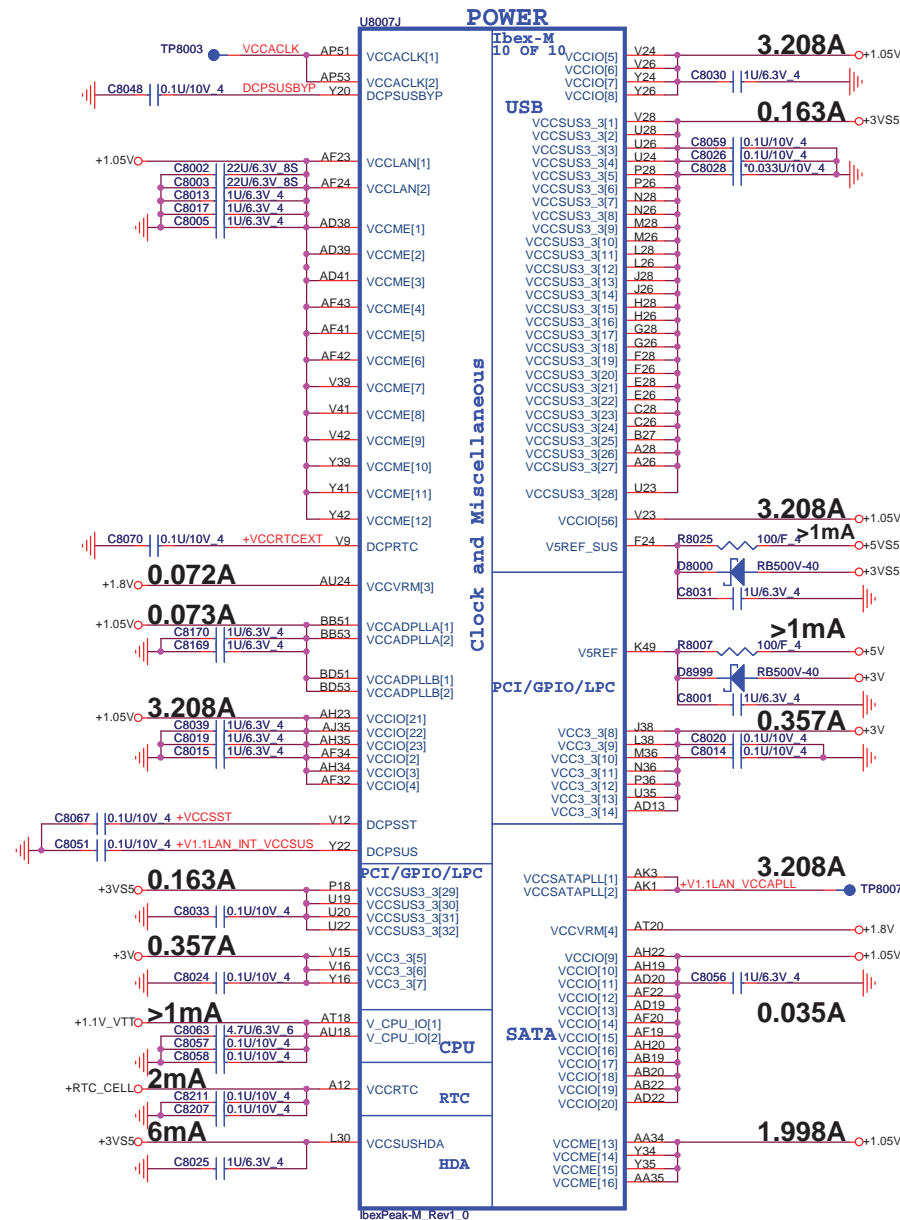 POWER
U8007J
Ibex-M
10 OF 10
TP8003 VCCACLK AP51 VCCACLK[1]
AP53 VCCACLK[2]
C8048 0.1U/10V_4 DCPSUSBYP Y20 DCPSUSBYP
+1.05V AF23 VCCLAN[1]
C8002 22U/6.3V_8S
C8003 22U/6.3V_8S AF24 VCCLAN[2]
C8013 1U/6.3V_4
C8017 1U/6.3V_4
C8005 1U/6.3V_4 AD38 VCCME[1]
AD39 VCCME[2]
AD41 VCCME[3]
AF43 VCCME[4]
AF41 VCCME[5]
AF42 VCCME[6]
V39 VCCME[7]
V41 VCCME[8]
V42 VCCME[9]
Y39 VCCME[10]
Y41 VCCME[11]
Y42 VCCME[12]
C8070 0.1U/10V_4 +VCCRTCEXT V9 DCPRTC
+1.8V 0.072A AU24 VCCVRM[3]
+1.05V 0.073A BB51 VCCADPLLA[1]
C8170 1U/6.3V_4 BB53 VCCADPLLA[2]
C8169 1U/6.3V_4
BD51 VCCADPLLB[1]
BD53 VCCADPLLB[2]
+1.05V 3.208A AH23 VCCIO[21]
C8039 1U/6.3V_4 AJ35 VCCIO[22]
C8019 1U/6.3V_4 AH35 VCCIO[23]
C8015 1U/6.3V_4 AF34 VCCIO[2]
AH34 VCCIO[3]
AF32 VCCIO[4]
C8067 0.1U/10V_4 +VCCSST V12 DCPSST
C8051 0.1U/10V_4 +V1.1LAN_INT_VCCSUS Y22 DCPSUS
PCI/GPIO/LPC
+3VS5 0.163A P18 VCCSUS3_3[29]
U19 VCCSUS3_3[30]
C8033 0.1U/10V_4 U20 VCCSUS3_3[31]
U22 VCCSUS3_3[32]
+3V 0.357A V15 VCC3_3[5]
V16 VCC3_3[6]
C8024 0.1U/10V_4 Y16 VCC3_3[7]
+1.1V_VTT >1mA AT18 V_CPU_IO[1]
C8063 4.7U/6.3V_6 AU18 V_CPU_IO[2]
C8057 0.1U/10V_4
C8058 0.1U/10V_4
CPU
+RTC_CELL 2mA A12 VCCRTC
C8211 0.1U/10V_4
C8207 0.1U/10V_4
RTC
+3VS5 6mA L30 VCCSUSHDA
C8025 1U/6.3V_4
HDA
IbexPeak-M_Rev1_0
Clock and Miscellaneous
USB
VCCIO[5] V24 3.208A +1.05V
VCCIO[6] V26
VCCIO[7] Y24 C8030 1U/6.3V_4
VCCIO[8] Y26
VCCSUS3_3[1] V28 0.163A +3VS5
VCCSUS3_3[2] U28
VCCSUS3_3[3] U26 C8059 0.1U/10V_4
VCCSUS3_3[4] U24 C8026 0.1U/10V_4
VCCSUS3_3[5] P28 C8028 *0.033U/10V_4
VCCSUS3_3[6] P26
VCCSUS3_3[7] N28
VCCSUS3_3[8] N26
VCCSUS3_3[9] M28
VCCSUS3_3[10] M26
VCCSUS3_3[11] L28
VCCSUS3_3[12] L26
VCCSUS3_3[13] J28
VCCSUS3_3[14] J26
VCCSUS3_3[15] H28
VCCSUS3_3[16] H26
VCCSUS3_3[17] G28
VCCSUS3_3[18] G26
VCCSUS3_3[19] F28
VCCSUS3_3[20] F26
VCCSUS3_3[21] E28
VCCSUS3_3[22] E26
VCCSUS3_3[23] C28
VCCSUS3_3[24] C26
VCCSUS3_3[25] B27
VCCSUS3_3[26] A28
VCCSUS3_3[27] A26
VCCSUS3_3[28] U23
VCCIO[56] V23 3.208A +1.05V
V5REF_SUS F24 R8025 100/F_4 >1mA +5VS5
D8000 RB500V-40 +3VS5
C8031 1U/6.3V_4
>1mA
V5REF K49 R8007 100/F_4 +5V
D8999 RB500V-40 +3V
PCI/GPIO/LPC
C8001 1U/6.3V_4
VCC3_3[8] J38 0.357A +3V
VCC3_3[9] L38 C8020 0.1U/10V_4
VCC3_3[10] M36 C8014 0.1U/10V_4
VCC3_3[11] N36
VCC3_3[12] P36
VCC3_3[13] U35
VCC3_3[14] AD13
3.208A
VCCSATAPLL[1] AK3
VCCSATAPLL[2] AK1 +V1.1LAN_VCCAPLL TP8007
VCCVRM[4] AT20 +1.8V
VCCIO[9] AH22 +1.05V
VCCIO[10] AH19
VCCIO[11] AD20 C8056 1U/6.3V_4
VCCIO[12] AF22
VCCIO[13] AD19 0.035A
VCCIO[14] AF20
VCCIO[15] AF19
VCCIO[16] AH20
VCCIO[17] AB19
VCCIO[18] AB20
VCCIO[19] AB22
VCCIO[20] AD22
SATA
VCCME[13] AA34 1.998A +1.05V
VCCME[14] Y34
VCCME[15] Y35
VCCME[16] AA35